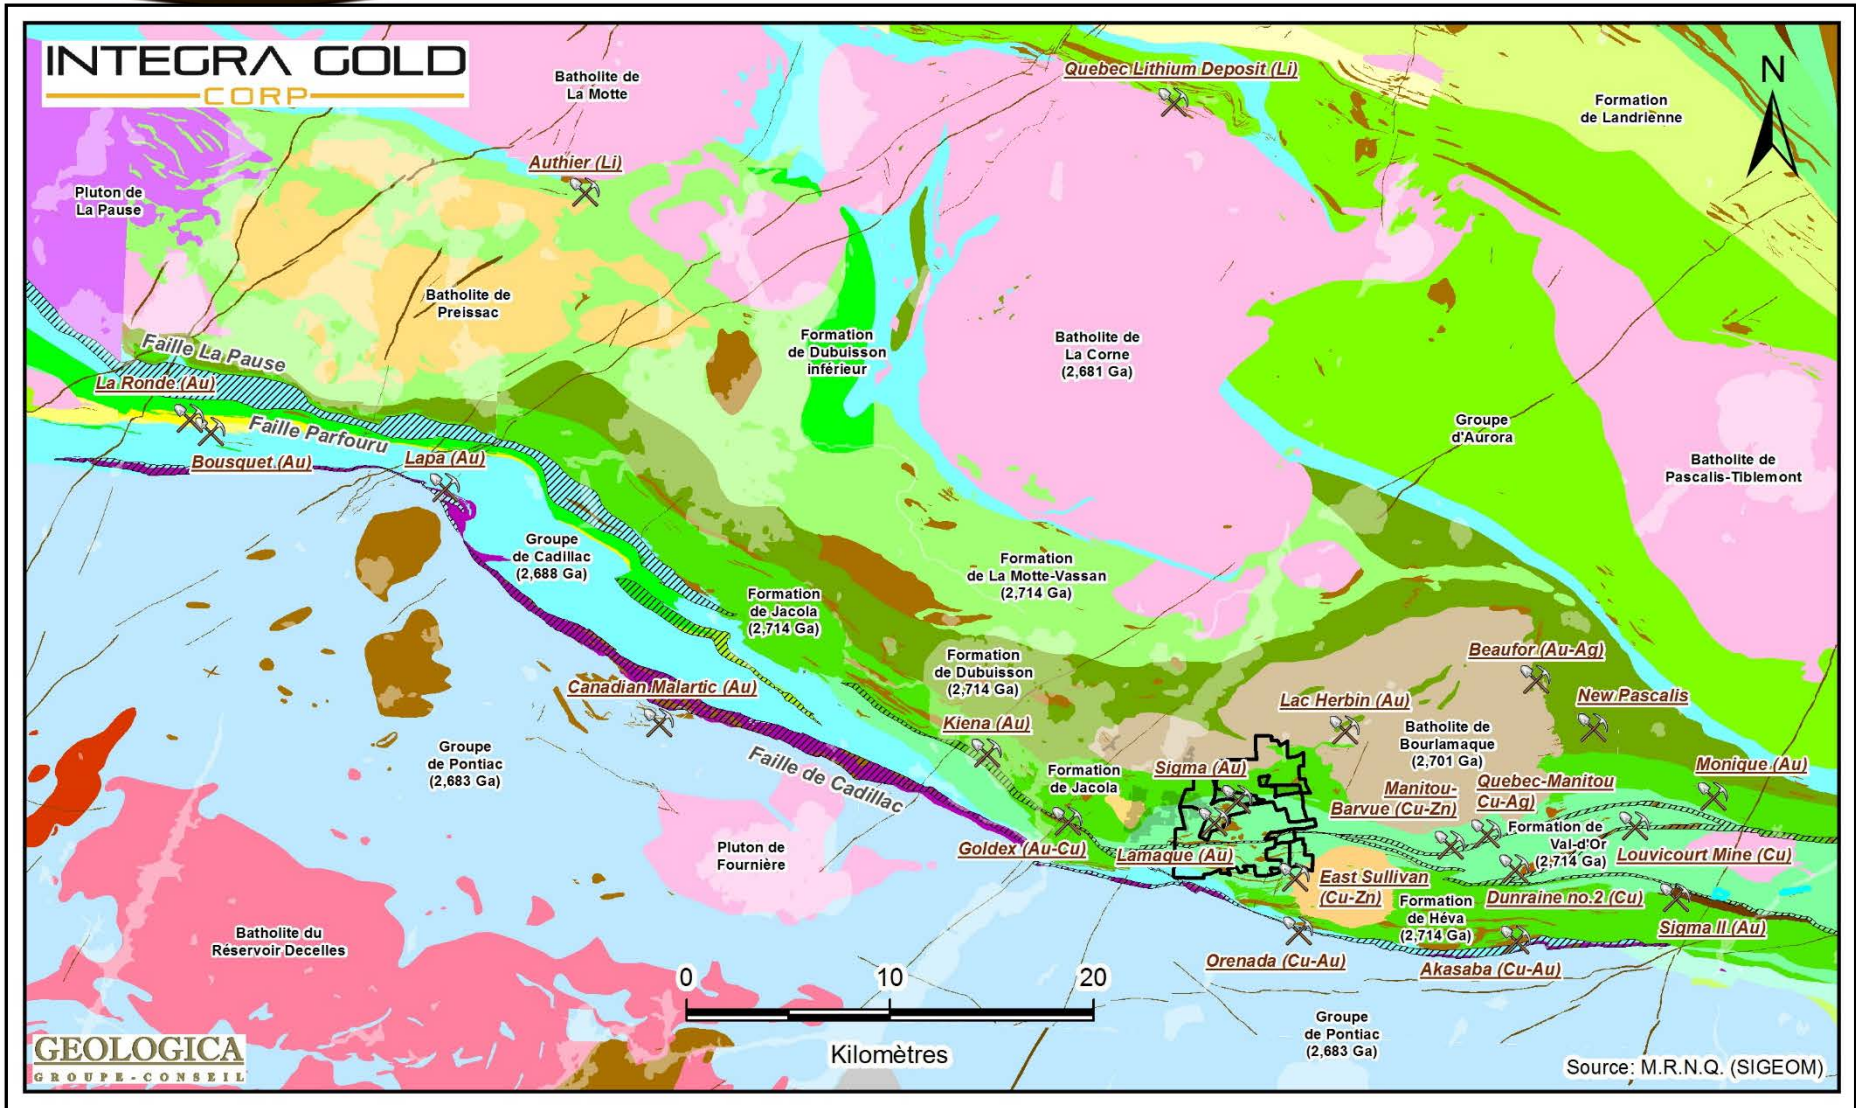 INTEGRA GOLD
CORP
Batholite de
La Motte
Quebec Lithium Deposit (Li)
N
Formation
de Landrienne
Authier (Li)
Pluton de
La Pause
Batholite de
Preissac
Formation
de Dubuisson
inférieur
Batholite de
La Corne
(2,681 Ga)
Faille La Pause
La Ronde (Au)
Faille Parfouru
Bousquet (Au)
Lapa (Au)
Groupe
d'Aurora
Batholite de
Pascalis-Tiblemont
Groupe
de Cadillac
(2,688 Ga)
Formation
de La Motte-Vassan
(2,714 Ga)
Formation
de Jacola
(2,714 Ga)
Formation
de Dubuisson
(2,714 Ga)
Beaufor (Au-Ag)
Canadian Malartic (Au)
Lac Herbin (Au)
New Pascalis
Kiena (Au)
Batholite de
Bourlamaque
(2,701 Ga)
Groupe
de Pontiac
(2,683 Ga)
Faille de Cadillac
Formation
de Jacola
Sigma (Au)
Manitou-
Barvue (Cu-Zn)
Quebec-Manitou
Cu-Ag)
Monique (Au)
Pluton de
Fournière
Goldex (Au-Cu)
Lamaque (Au)
Formation de
Val-d'Or
(2,714 Ga)
Louvicourt Mine (Cu)
East Sullivan
(Cu-Zn)
Formation
de Héva
(2,714 Ga)
Dunraine no.2 (Cu)
Sigma II (Au)
Batholite du
Réservoir Decelles
Orenada (Cu-Au)
Akasaba (Cu-Au)
0 10 20
Kilomètres
Groupe
de Pontiac
(2,683 Ga)
GEOLOGICA
GROUPE-CONSEIL
Source: M.R.N.Q. (SIGEOM)